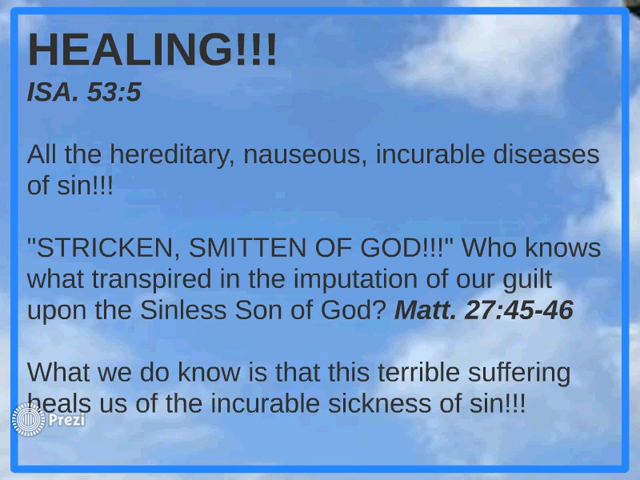 HEALING!!!
ISA. 53:5
All the hereditary, nauseous, incurable diseases
of sin!!!
"STRICKEN, SMITTEN OF GOD!!!" Who knows
what transpired in the imputation of our guilt
upon the Sinless Son of God? Matt. 27:45-46
What we do know is that this terrible suffering
heals us of the incurable sickness of sin!!!
Prezi